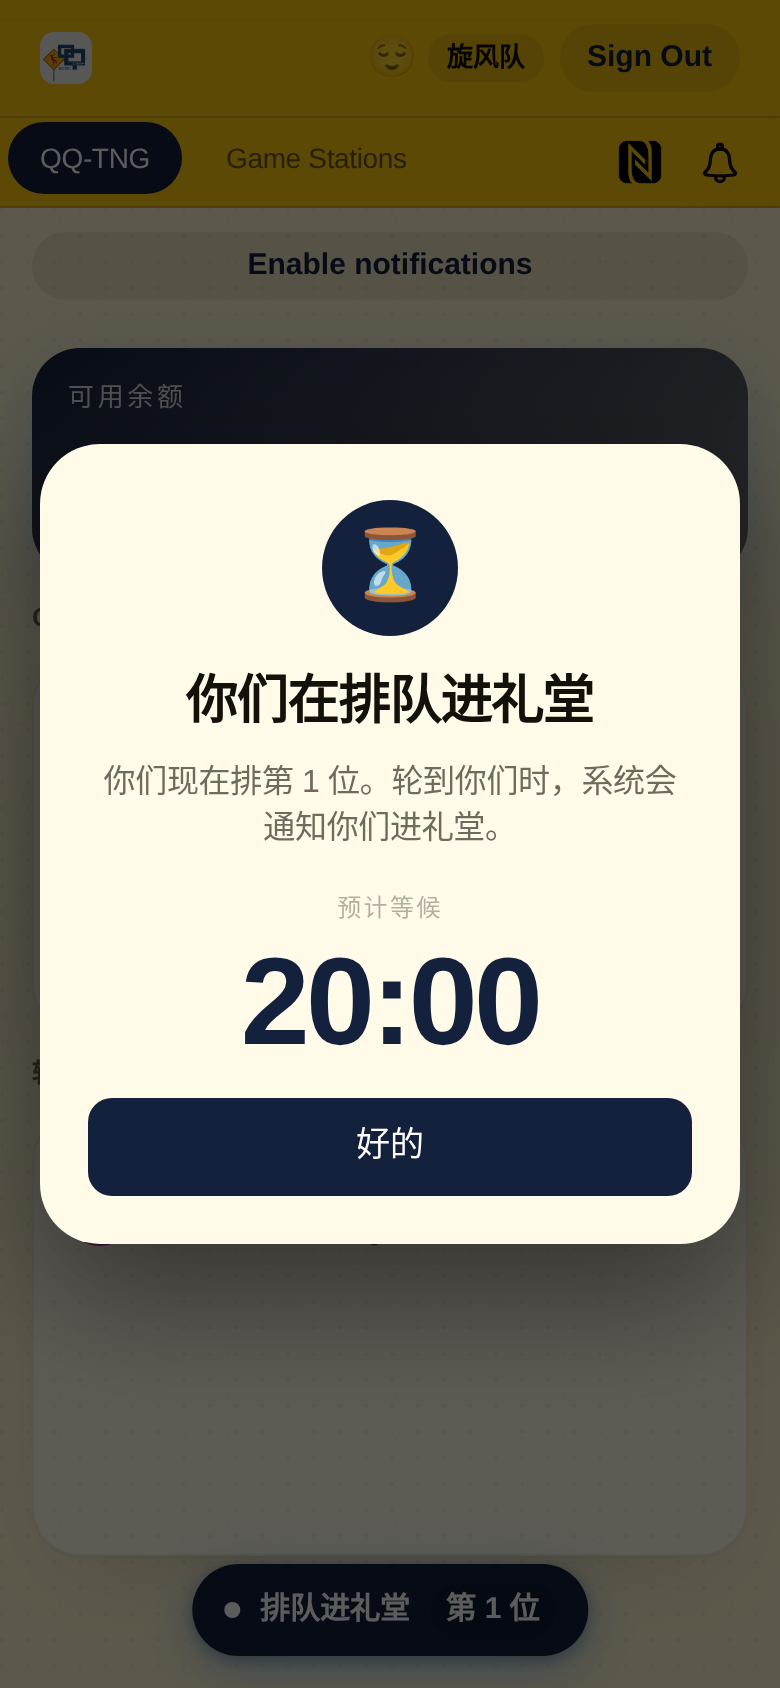 旋风队
Sign Out
QQ-TNG
Game Stations
Enable notifications
可用余额
你们在排队进礼堂
你们现在排第 1 位。轮到你们时，系统会
通知你们进礼堂。
预计等候
20:00
好的
排队进礼堂 第 1 位